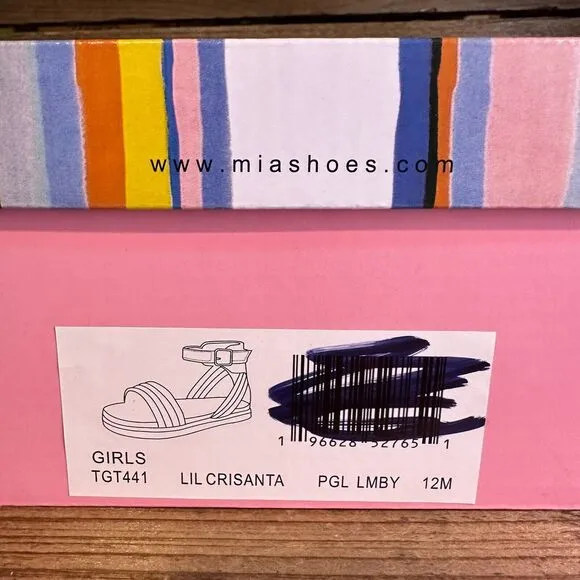 www.miashoes.com
1 96628 52765 1
GIRLS
TGT441 LIL CRISANTA PGL LMBY 12M